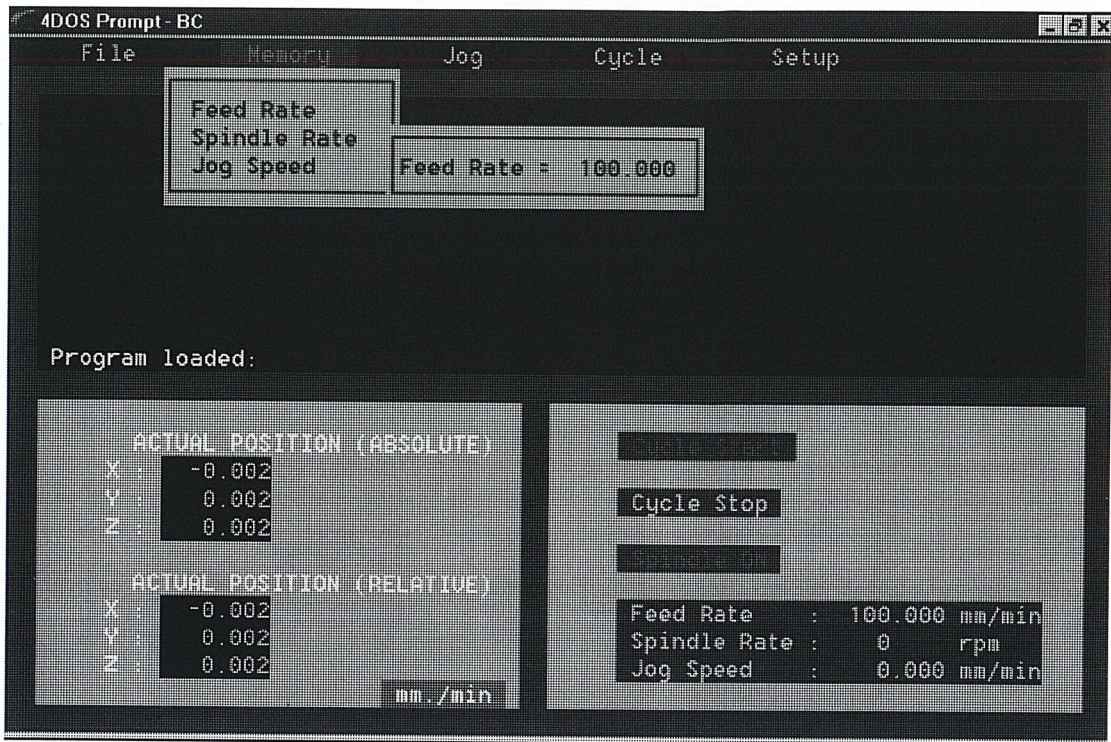 4DOS Prompt - BC
File Memory Jog Cycle Setup
Feed Rate
Spindle Rate
Jog Speed
Feed Rate = 100.000
Program loaded:
ACTUAL POSITION (ABSOLUTE)
X : -0.002
Y : 0.002
Z : 0.002
ACTUAL POSITION (RELATIVE)
X : -0.002
Y : 0.002
Z : 0.002
mm./min
Cycle Start
Cycle Stop
Spindle On
Feed Rate : 100.000 mm/min
Spindle Rate : 0 rpm
Jog Speed : 0.000 mm/min